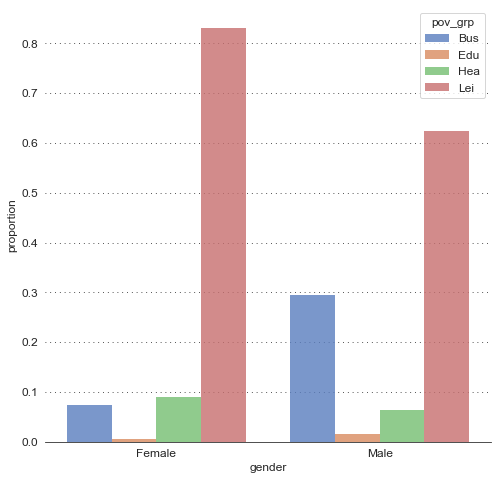 pov_grp
Bus
Edu
Hea
Lei
proportion
0.8
0.7
0.6
0.5
0.4
0.3
0.2
0.1
0.0
Female
Male
gender